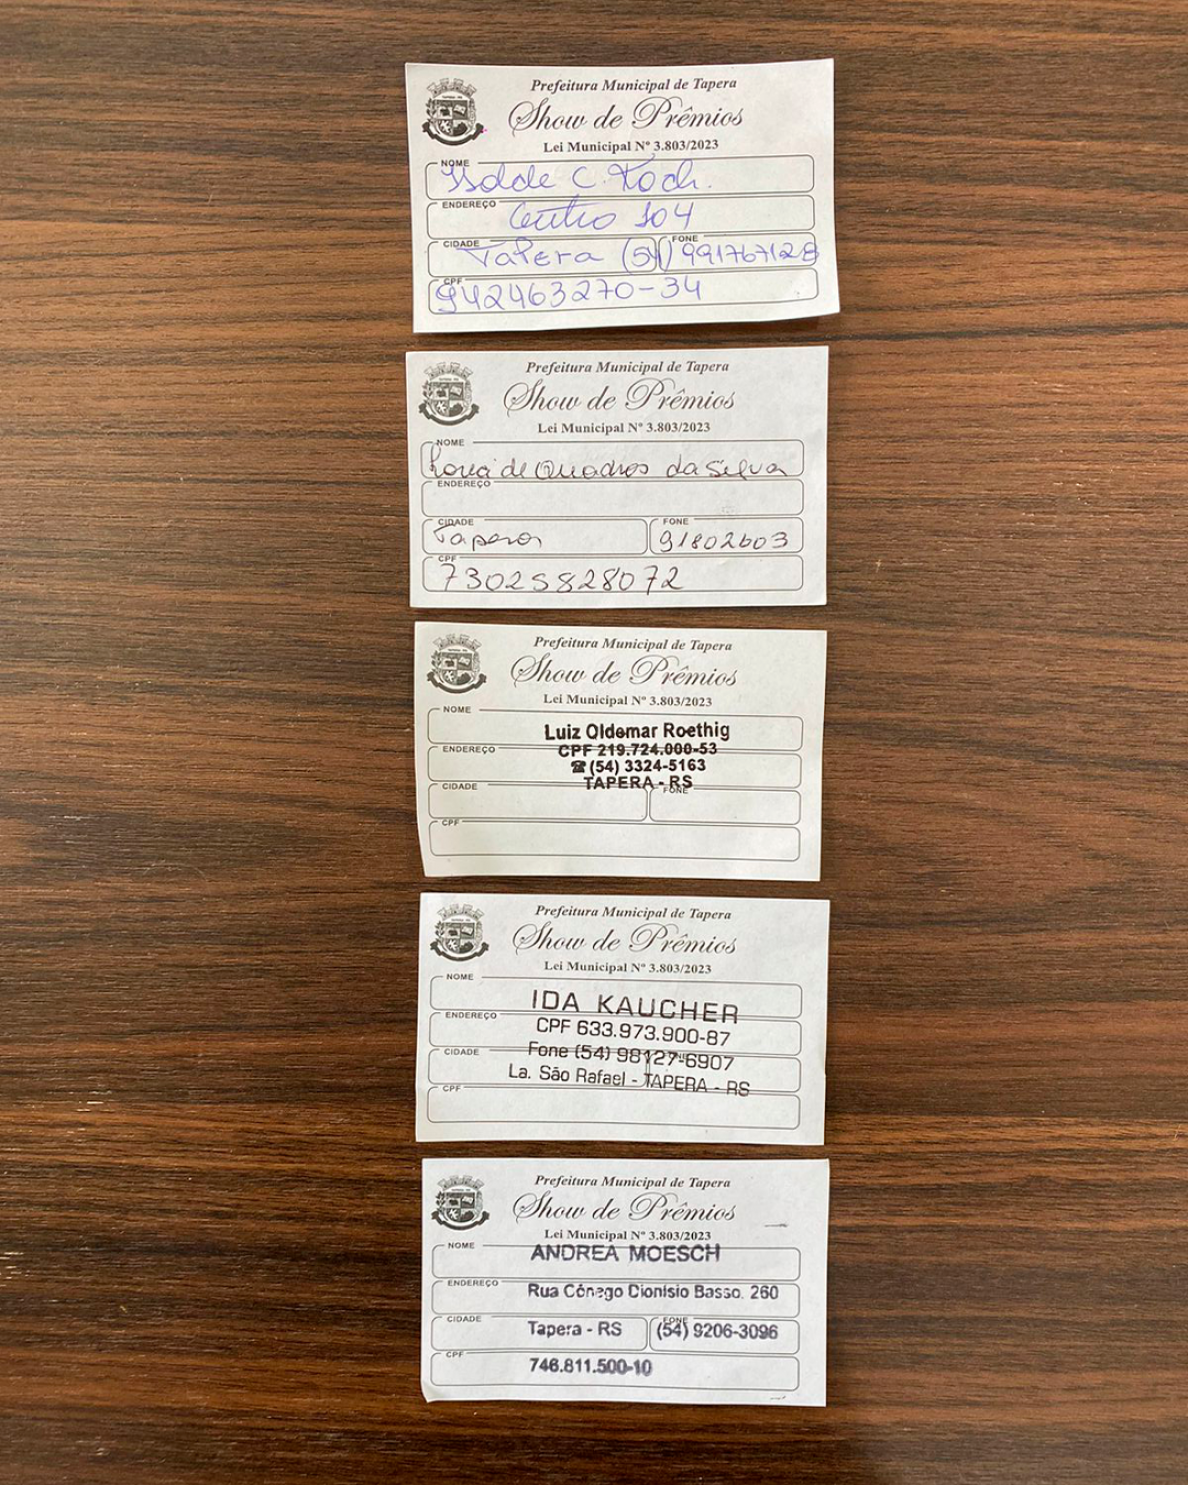 Prefeitura Municipal de Tapera
Show de Prêmios
Lei Municipal Nº 3.803/2023
NOME
Isolde C. Koch.
ENDEREÇO
Centro 104
CIDADE Tapera FONE (54) 991767128
CPF
942463270-34
Prefeitura Municipal de Tapera
Show de Prêmios
Lei Municipal Nº 3.803/2023
NOME
de Quadros da Silva
ENDEREÇO
CIDADE Tapera FONE 91802603
CPF
73025828072
Prefeitura Municipal de Tapera
Show de Prêmios
Lei Municipal Nº 3.803/2023
NOME
Luiz Oldemar Roethig
ENDEREÇO
CPF 219.724.000-53
☎ (54) 3324-5163
TAPERA - RS
CIDADE FONE
CPF
Prefeitura Municipal de Tapera
Show de Prêmios
Lei Municipal Nº 3.803/2023
NOME
IDA KAUCHER
ENDEREÇO
CPF 633.973.900-87
CIDADE
Fone (54) 98127-6907
La. São Rafael - TAPERA - RS
CPF
Prefeitura Municipal de Tapera
Show de Prêmios
Lei Municipal Nº 3.803/2023
NOME
ANDREA MOESCH
ENDEREÇO
Rua Cônego Dionísio Basso, 260
CIDADE FONE
Tapera - RS (54) 9206-3096
CPF
746.811.500-10